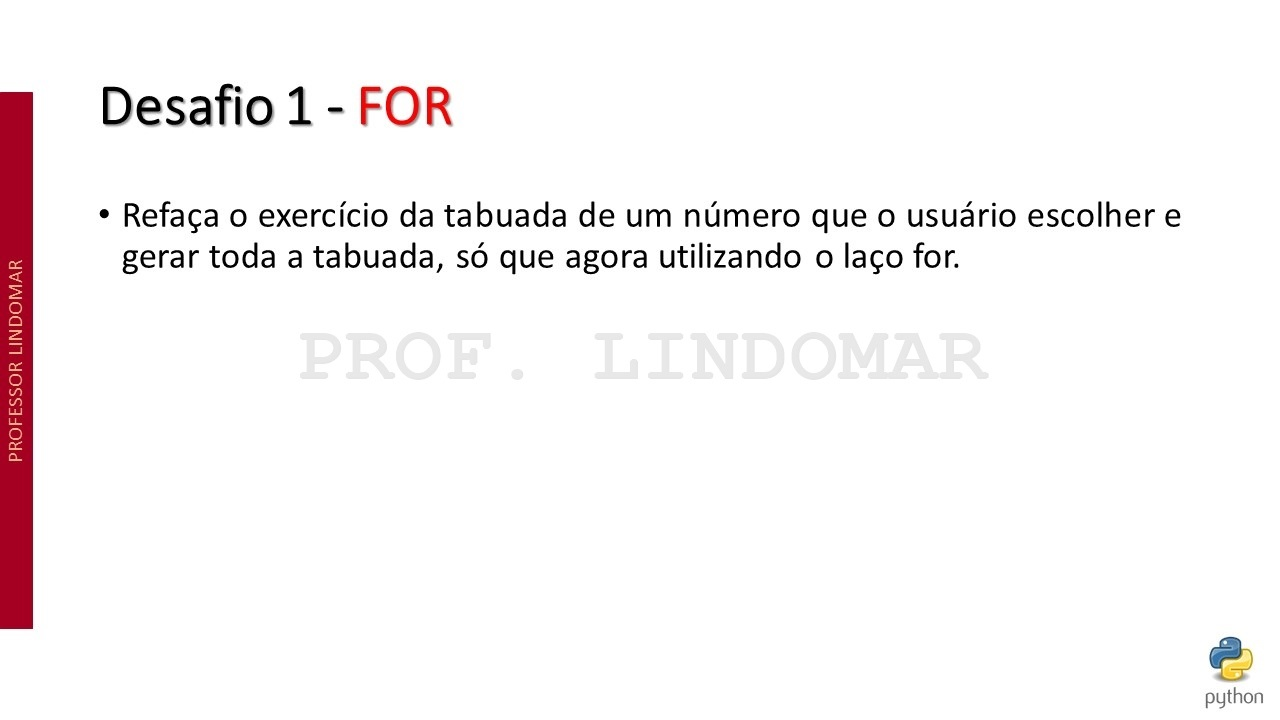 Desafio 1 - FOR
• Refaça o exercício da tabuada de um número que o usuário escolher e
gerar toda a tabuada, só que agora utilizando o laço for.
PROF. LINDOMAR
PROFESSOR LINDOMAR
python